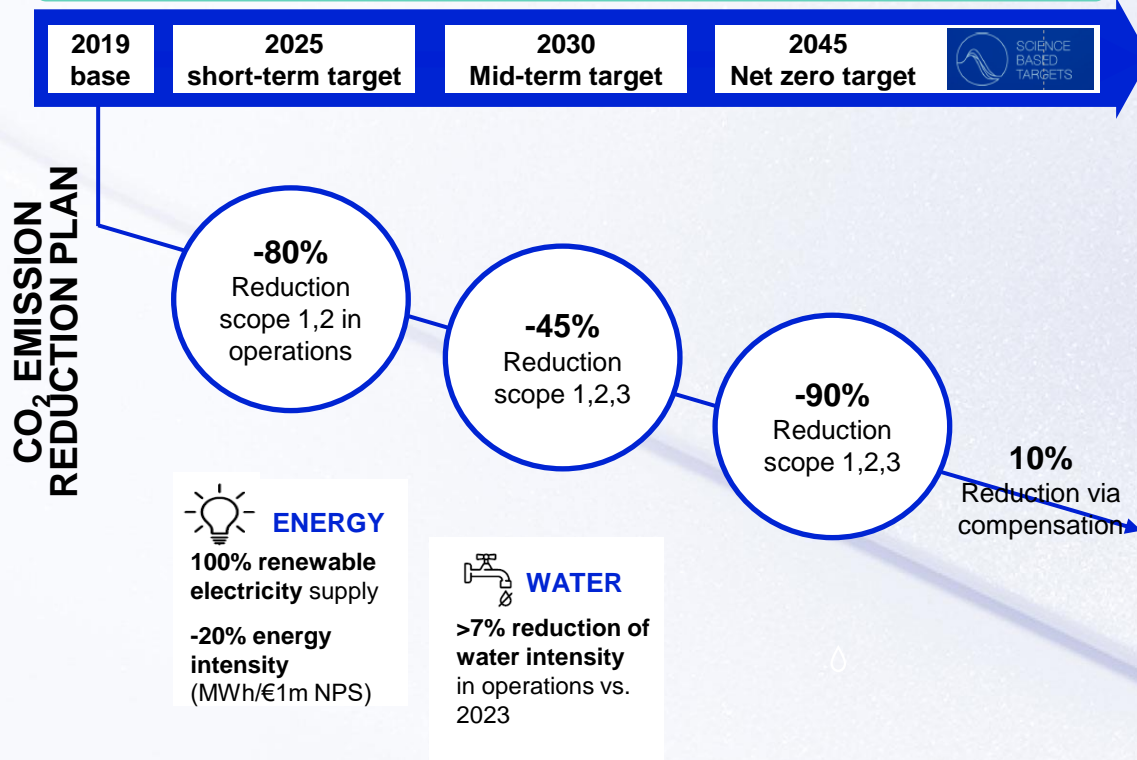 2019
base
2025
short-term target
2030
Mid-term target
2045
Net zero target
SCIENCE
BASED
TARGETS
CO₂ EMISSION
REDUCTION PLAN
-80%
Reduction
scope 1,2 in
operations
-45%
Reduction
scope 1,2,3
-90%
Reduction
scope 1,2,3
10%
Reduction via
compensation
ENERGY
100% renewable
electricity supply
-20% energy
intensity
(MWh/€1m NPS)
WATER
>7% reduction of
water intensity
in operations vs.
2023